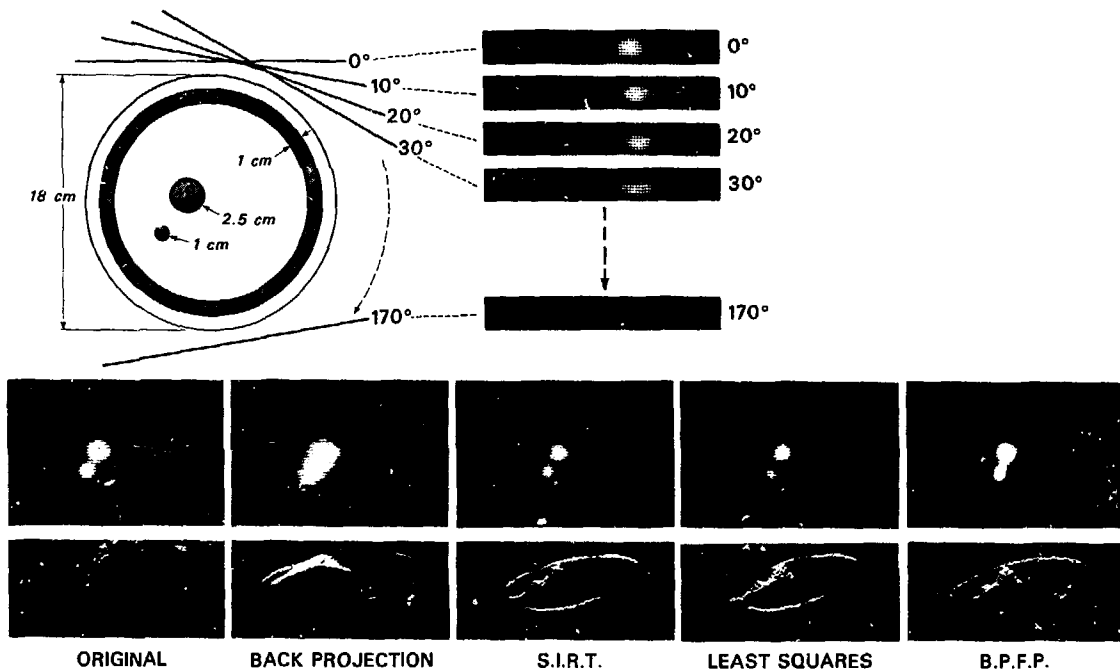 0°
10°
20°
30°
170°
18 cm
1 cm
2.5 cm
1 cm
0°
10°
20°
30°
170°
ORIGINAL BACK PROJECTION S.I.R.T. LEAST SQUARES B.P.F.P.